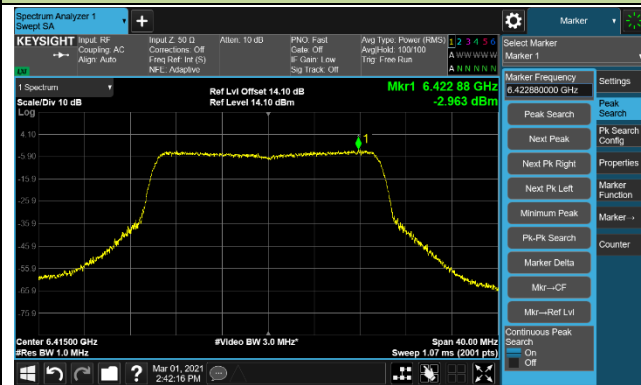 Spectrum Analyzer 1
Swept SA
Marker
KEYSIGHT
Input: RF
Coupling: AC
Align: Auto
Input Z: 50 Ω
Corrections: Off
Freq Ref: Int (S)
NFE: Adaptive
Atten: 10 dB
PNO: Fast
Gate: Off
IF Gain: Low
Sig Track: Off
Avg Type: Power (RMS)
Avg|Hold: 100/100
Trig: Free Run
1 2 3 4 5 6
A W W W W W
A N N N N N
Select Marker
Marker 1
1 Spectrum
Scale/Div 10 dB
Log
Ref Lvl Offset 14.10 dB
Ref Level 14.10 dBm
Mkr1 6.422 88 GHz
-2.963 dBm
1
4.10
-5.90
-15.9
-25.9
-35.9
-45.9
-55.9
-65.9
-75.9
Center 6.41500 GHz
#Res BW 1.0 MHz
#Video BW 3.0 MHz*
Span 40.00 MHz
Sweep 1.07 ms (2001 pts)
Marker Frequency
6.422880000 GHz
Peak Search
Next Peak
Next Pk Right
Next Pk Left
Minimum Peak
Pk-Pk Search
Marker Delta
Mkr→CF
Mkr→Ref Lvl
Continuous Peak
Search
On
Off
Settings
Peak
Search
Pk Search
Config
Properties
Marker
Function
Marker→
Counter
Mar 01, 2021
2:42:16 PM